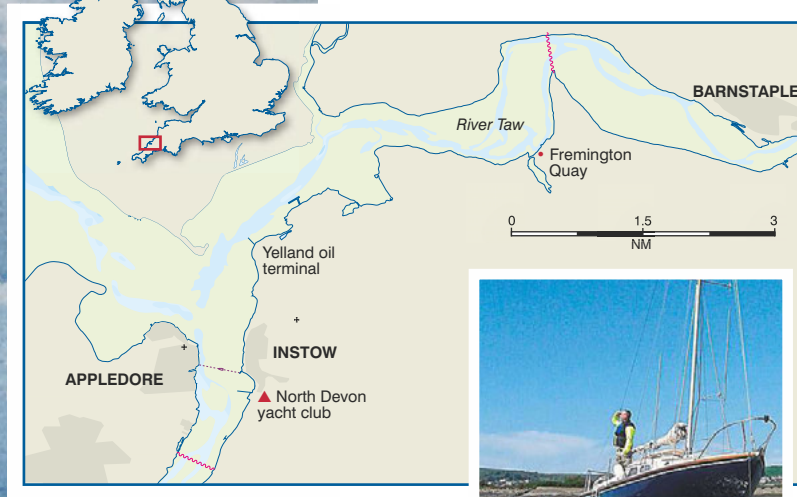 River Taw
BARNSTAPLE
Fremington
Quay
0 1.5 3
NM
Yelland oil
terminal
INSTOW
APPLEDORE
North Devon
yacht club